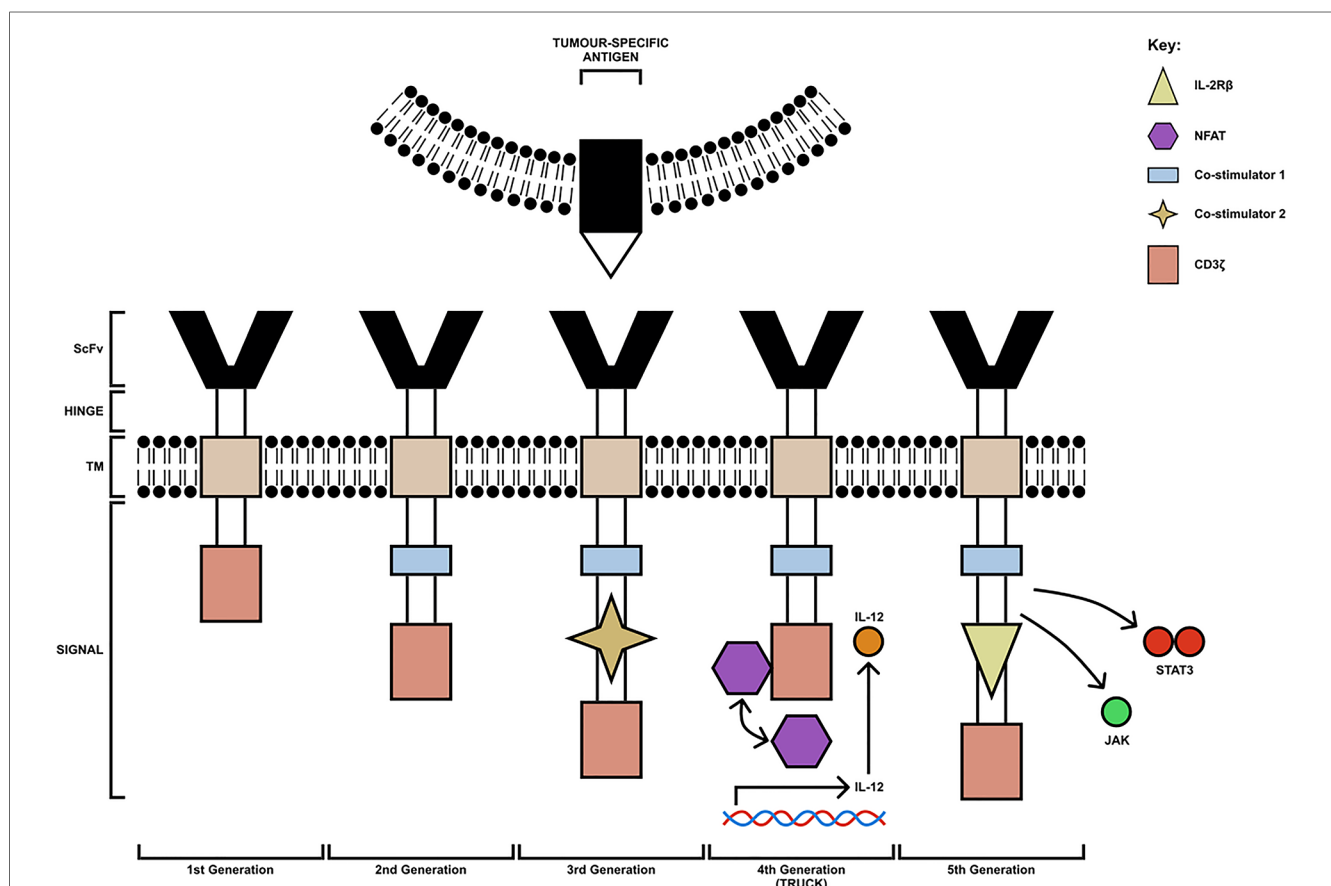 TUMOUR-SPECIFIC
ANTIGEN
Key:
IL-2Rβ
NFAT
Co-stimulator 1
Co-stimulator 2
CD3ζ
ScFv
HINGE
TM
SIGNAL
IL-12
IL-12
STAT3
JAK
1st Generation
2nd Generation
3rd Generation
4th Generation
(TRUCK)
5th Generation